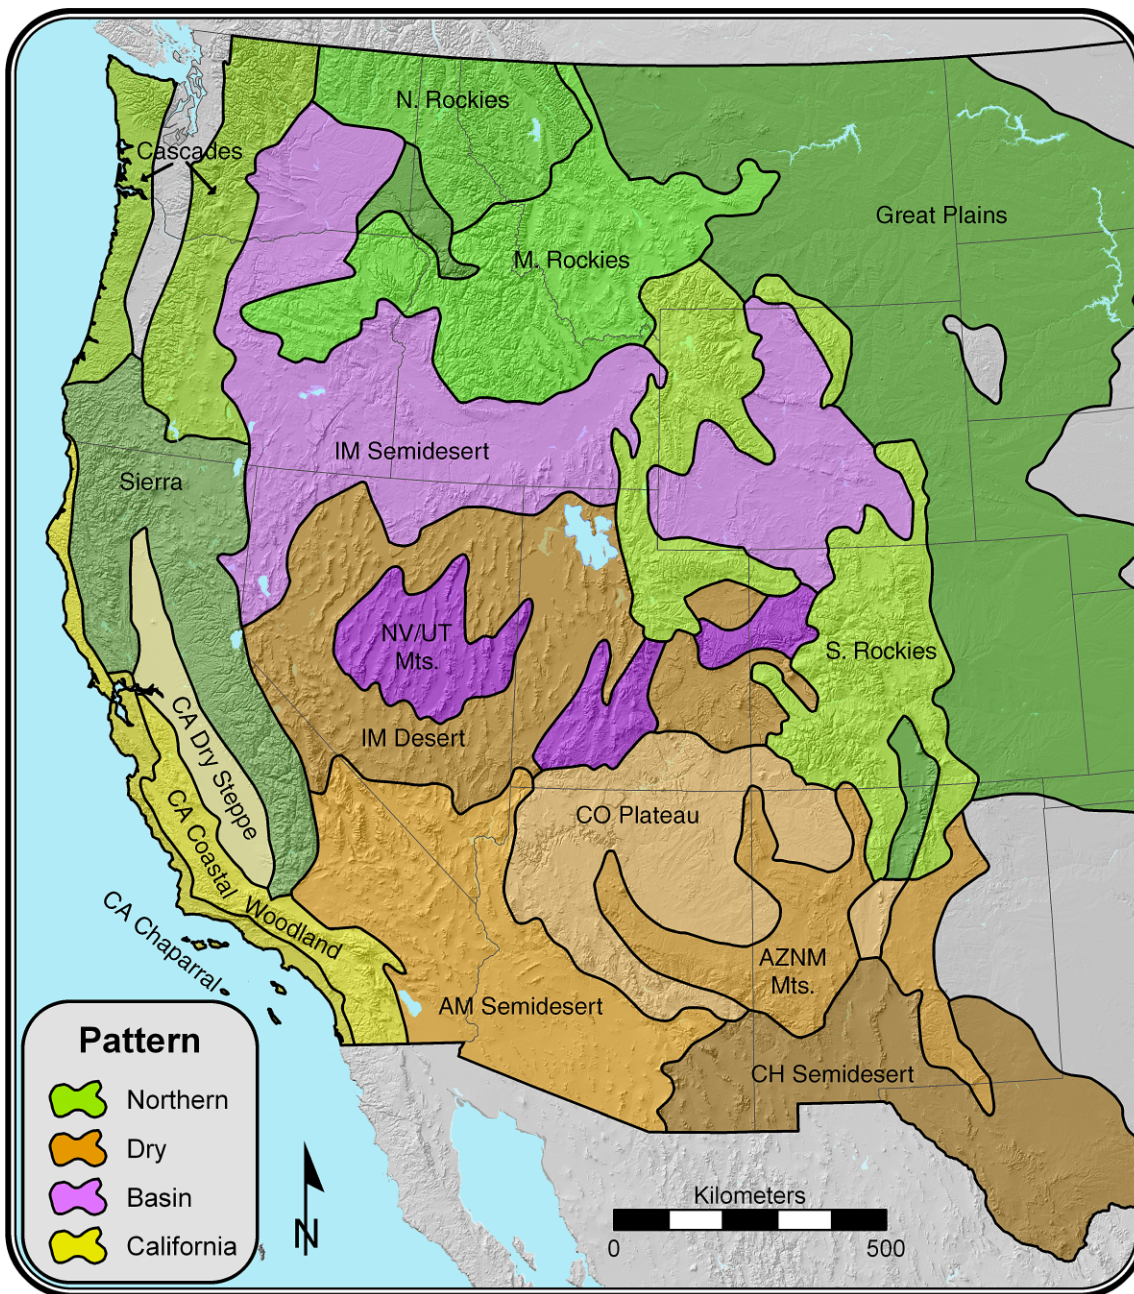 N. Rockies
Cascades
Great Plains
M. Rockies
IM Semidesert
Sierra
NV/UT
Mts.
S. Rockies
IM Desert
CA Dry Steppe
CO Plateau
CA Coastal
Woodland
CA Chaparral
AZNM
Mts.
AM Semidesert
CH Semidesert
Pattern
Northern
Dry
Basin
California
N
Kilometers
0 500